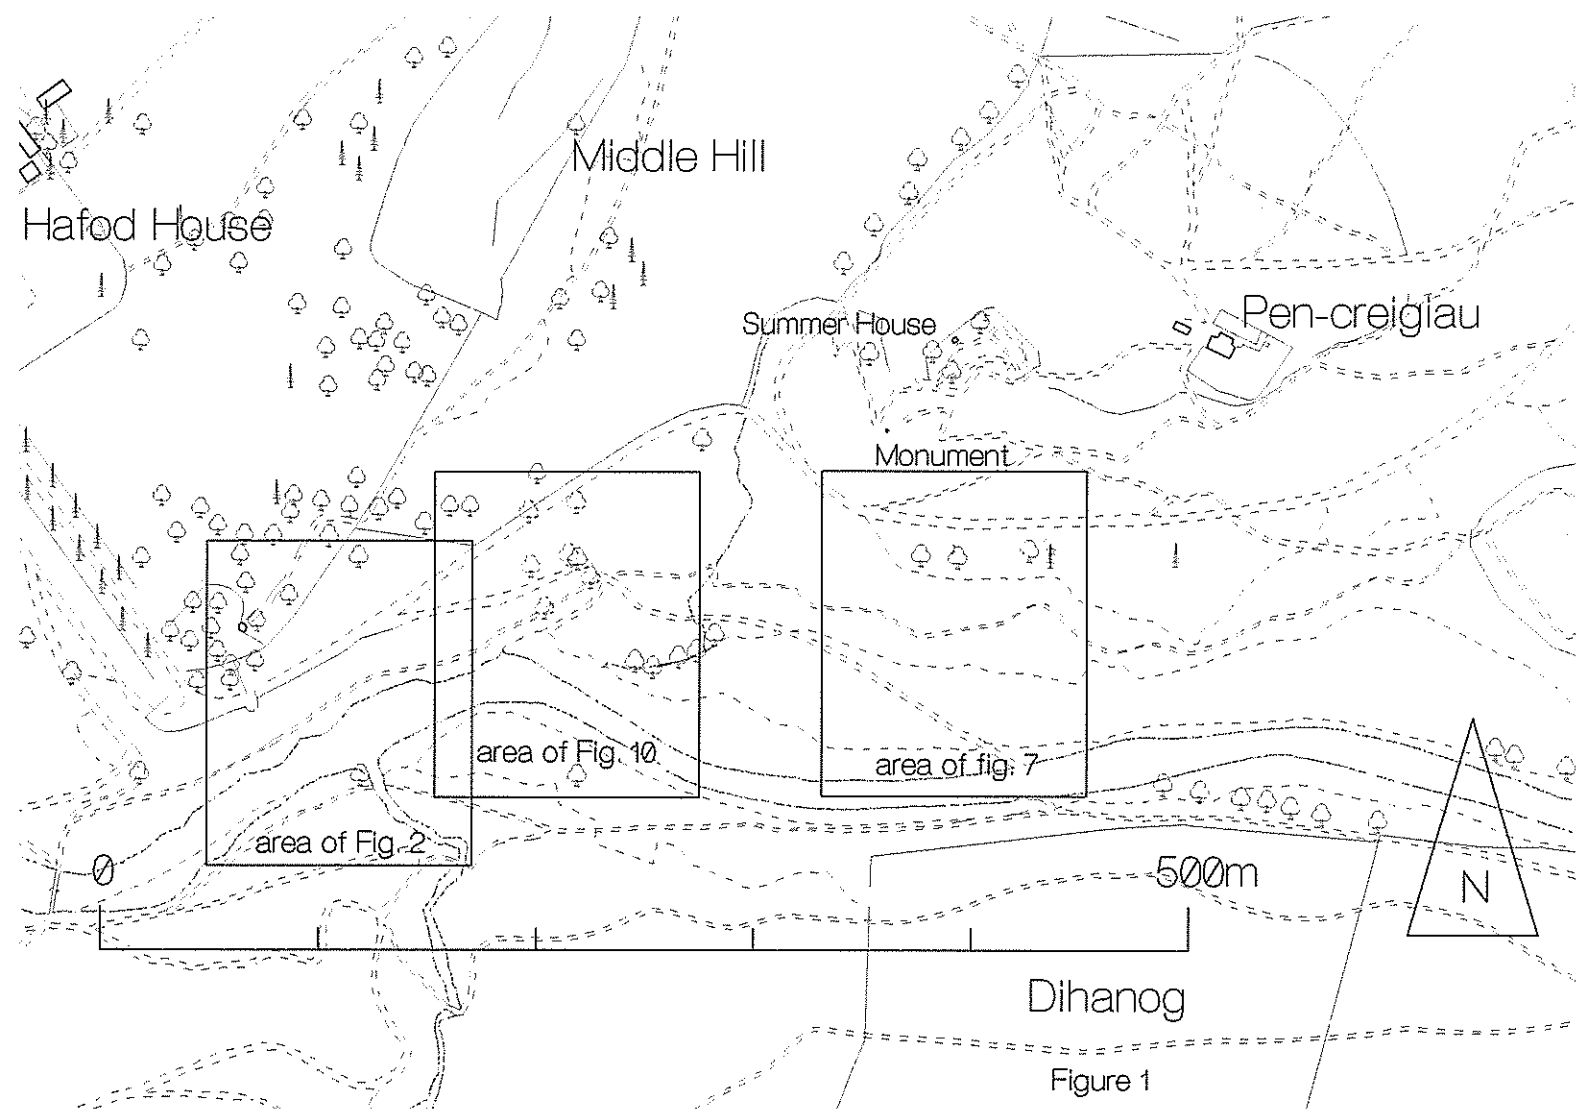 Middle Hill
Hafod House
Summer House
Pen-creigiau
Monument
area of Fig. 10
area of fig. 7
area of Fig. 2
0
500m
N
Dihanog
Figure 1